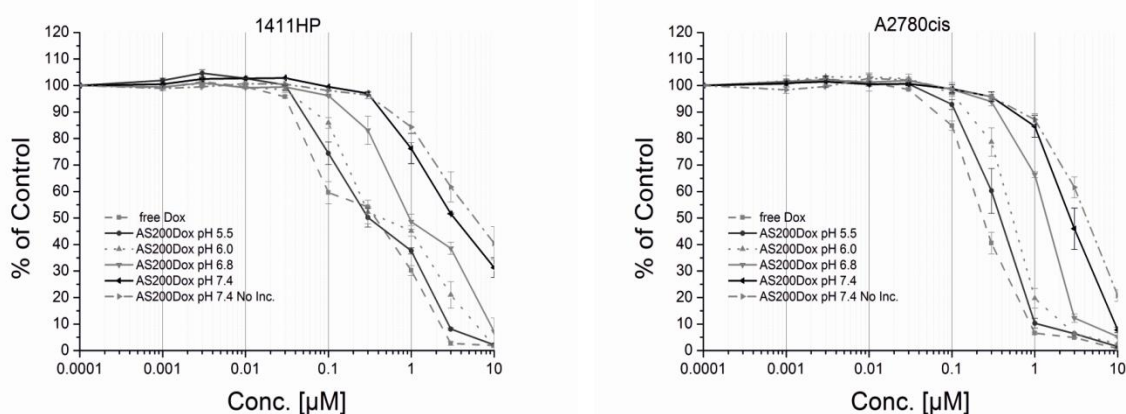 1411HP
120
110
100
90
80
70
60
50
40
30
20
10
0
% of Control
free Dox
AS200Dox pH 5.5
AS200Dox pH 6.0
AS200Dox pH 6.8
AS200Dox pH 7.4
AS200Dox pH 7.4 No Inc.
0.0001 0.001 0.01 0.1 1 10
Conc. [µM]
A2780cis
120
110
100
90
80
70
60
50
40
30
20
10
0
% of Control
free Dox
AS200Dox pH 5.5
AS200Dox pH 6.0
AS200Dox pH 6.8
AS200Dox pH 7.4
AS200Dox pH 7.4 No Inc.
0.0001 0.001 0.01 0.1 1 10
Conc. [µM]